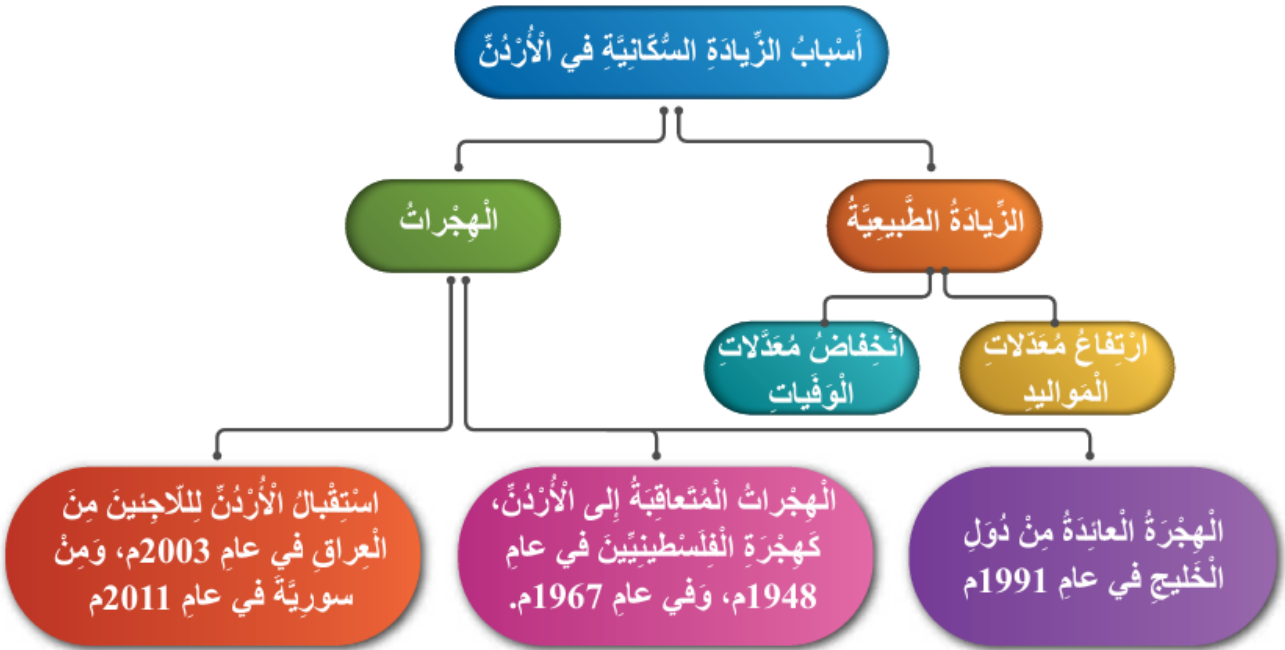 أَسْبابُ الزِّيادَةِ السُّكّانِيَّةِ في الْأُرْدُنِّ
الزِّيادَةُ الطَّبيعِيَّةُ
الْهِجْراتُ
ارْتِفاعُ مُعَدّلاتِ
الْمَواليدِ
انْخِفاضُ مُعَدَّلاتِ
الْوَفَياتِ
الْهِجْرَةُ الْعائِدَةُ مِنْ دُوَلِ
الْخَليجِ في عامِ 1991م
الْهِجْراتُ الْمُتَعاقِبَةُ إِلى الْأُرْدُنِّ،
كَهِجْرَةِ الْفِلَسْطينِيّينَ في عامِ
1948م، وَفي عامِ 1967م.
اسْتِقْبالُ الْأُرْدُنِّ لِلّاجِئينَ مِنَ
الْعِراقِ في عامِ 2003م، وَمِنْ
سورِيَّةَ في عامِ 2011م